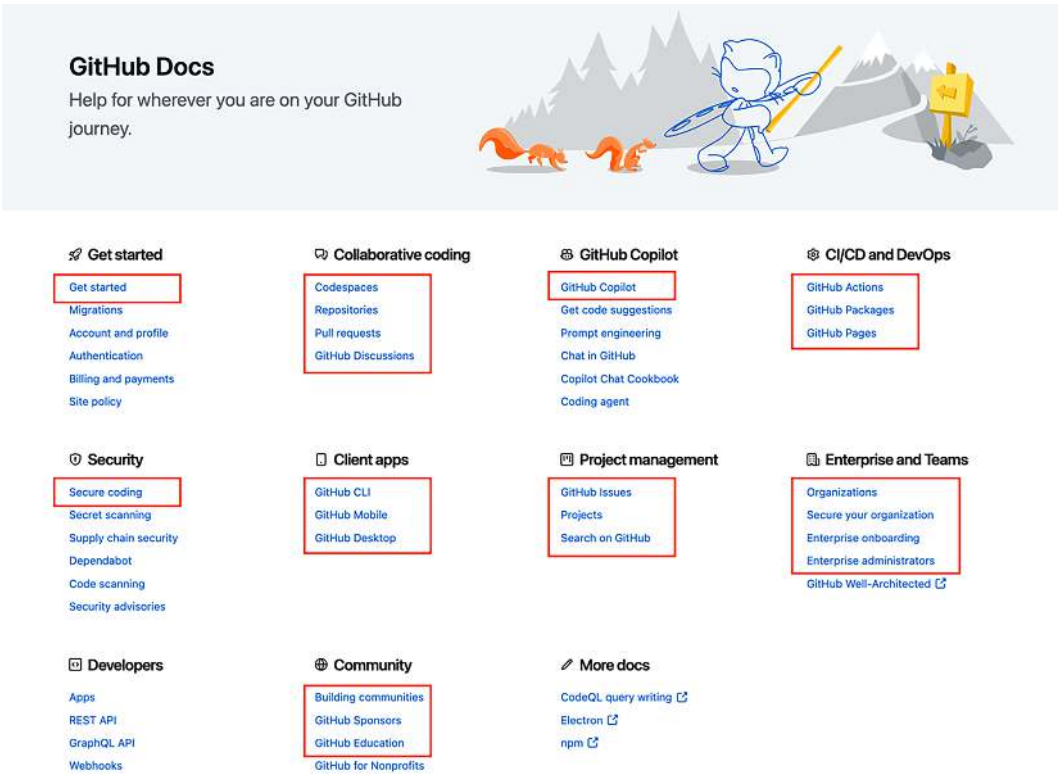 GitHub Docs
Help for wherever you are on your GitHub
journey.
Get started
Get started
Migrations
Account and profile
Authentication
Billing and payments
Site policy
Collaborative coding
Codespaces
Repositories
Pull requests
GitHub Discussions
GitHub Copilot
GitHub Copilot
Get code suggestions
Prompt engineering
Chat in GitHub
Copilot Chat Cookbook
Coding agent
CI/CD and DevOps
GitHub Actions
GitHub Packages
GitHub Pages
Security
Secure coding
Secret scanning
Supply chain security
Dependabot
Code scanning
Security advisories
Client apps
GitHub CLI
GitHub Mobile
GitHub Desktop
Project management
GitHub Issues
Projects
Search on GitHub
Enterprise and Teams
Organizations
Secure your organization
Enterprise onboarding
Enterprise administrators
GitHub Well-Architected
Developers
Apps
REST API
GraphQL API
Webhooks
Community
Building communities
GitHub Sponsors
GitHub Education
GitHub for Nonprofits
More docs
CodeQL query writing
Electron
npm